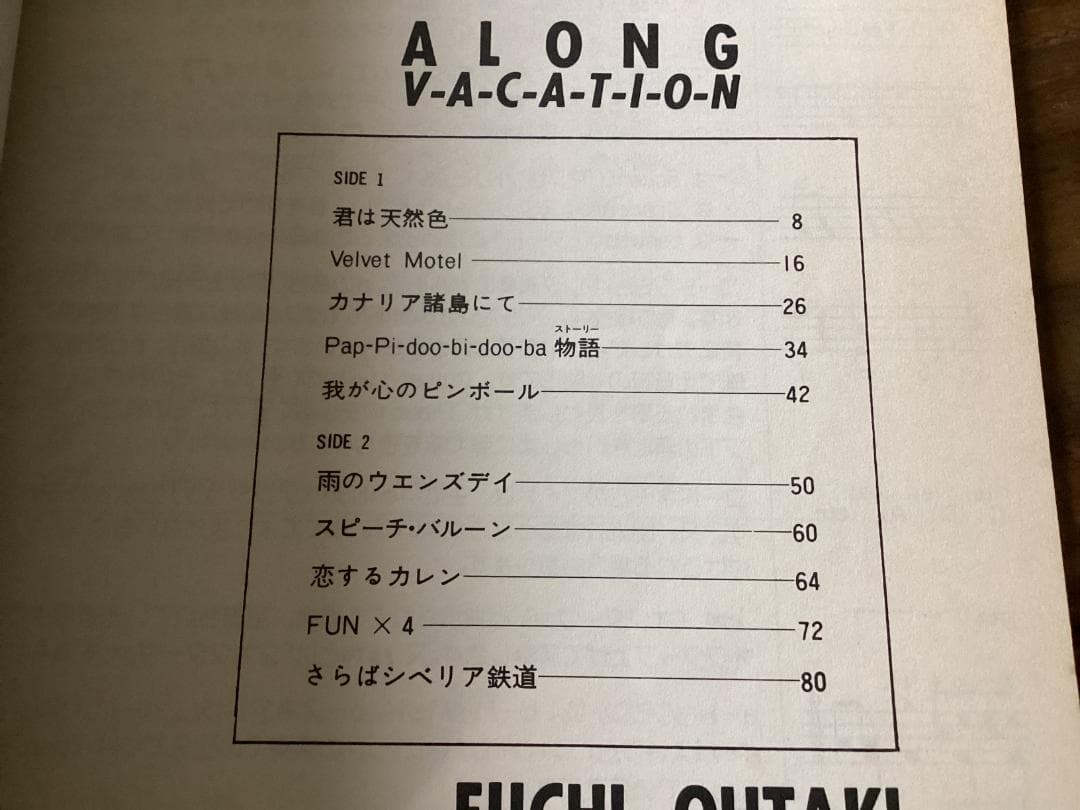 A LONG
V-A-C-A-T-I-O-N
SIDE 1
君は天然色 8
Velvet Motel 16
カナリア諸島にて 26
Pap-Pi-doo-bi-doo-ba 物語 34
ストーリー
我が心のピンボール 42
SIDE 2
雨のウエンズデイ 50
スピーチ・バルーン 60
恋するカレン 64
FUN × 4 72
さらばシベリア鉄道 80
EIICHI OHTAKI